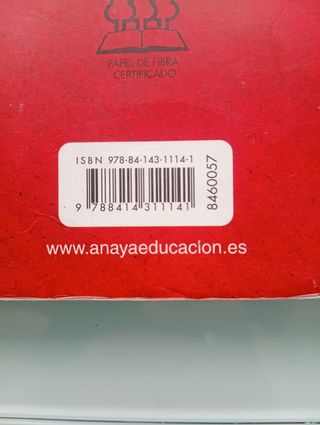 PAPEL DE FIBRA
CERTIFICADO
ISBN 978-84-143-1114-1
9 788414 311141
8460057
www.anayaeducacion.es